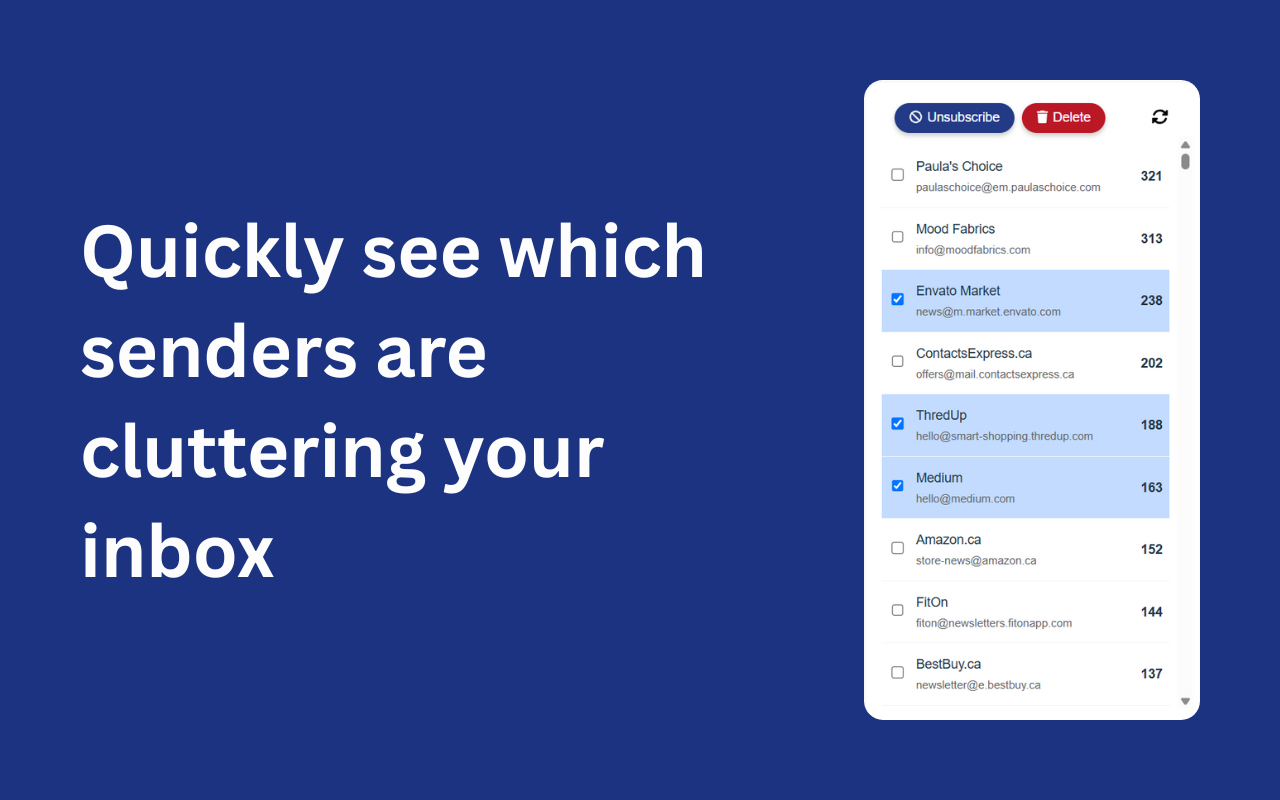 Quickly see which
senders are
cluttering your
inbox
Unsubscribe Delete
Paula's Choice
paulaschoice@em.paulaschoice.com
321
Mood Fabrics
info@moodfabrics.com
313
Envato Market
news@m.market.envato.com
238
ContactsExpress.ca
offers@mail.contactsexpress.ca
202
ThredUp
hello@smart-shopping.thredup.com
188
Medium
hello@medium.com
163
Amazon.ca
store-news@amazon.ca
152
FitOn
fiton@newsletters.fitonapp.com
144
BestBuy.ca
newsletter@e.bestbuy.ca
137